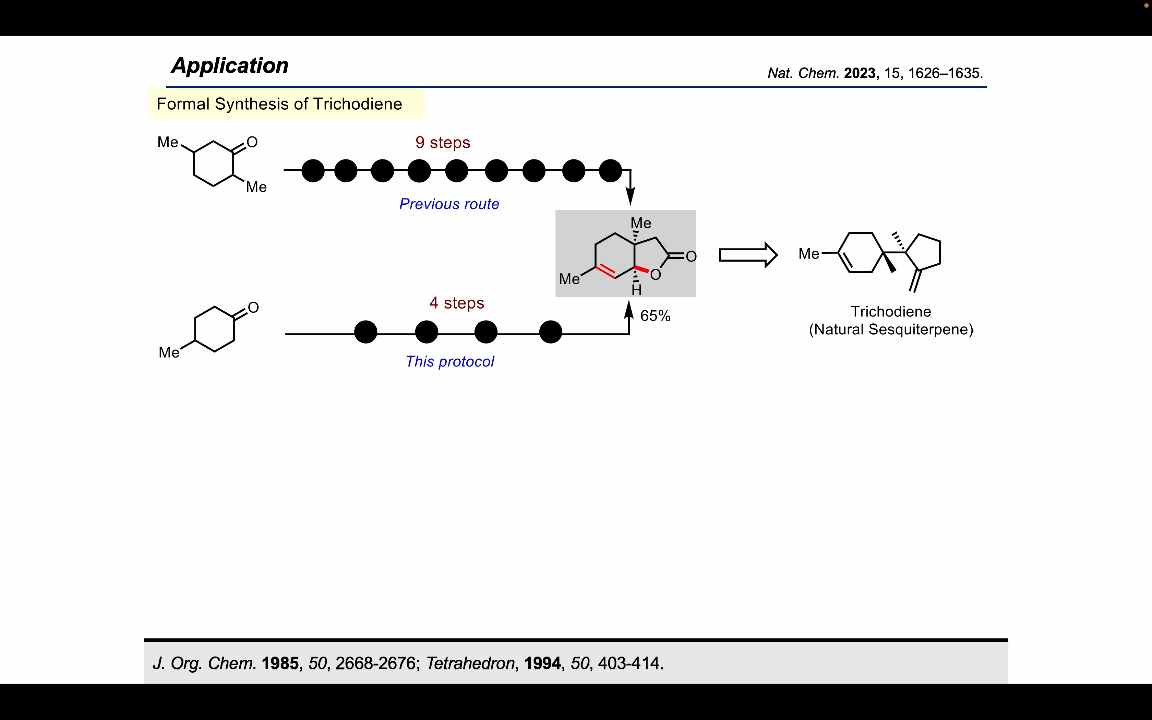 Application
Nat. Chem. 2023, 15, 1626–1635.
Formal Synthesis of Trichodiene
Me
O
Me
9 steps
Previous route
Me
O
Me
O
H
Me
Trichodiene
(Natural Sesquiterpene)
O
Me
4 steps
65%
This protocol
J. Org. Chem. 1985, 50, 2668-2676; Tetrahedron, 1994, 50, 403-414.